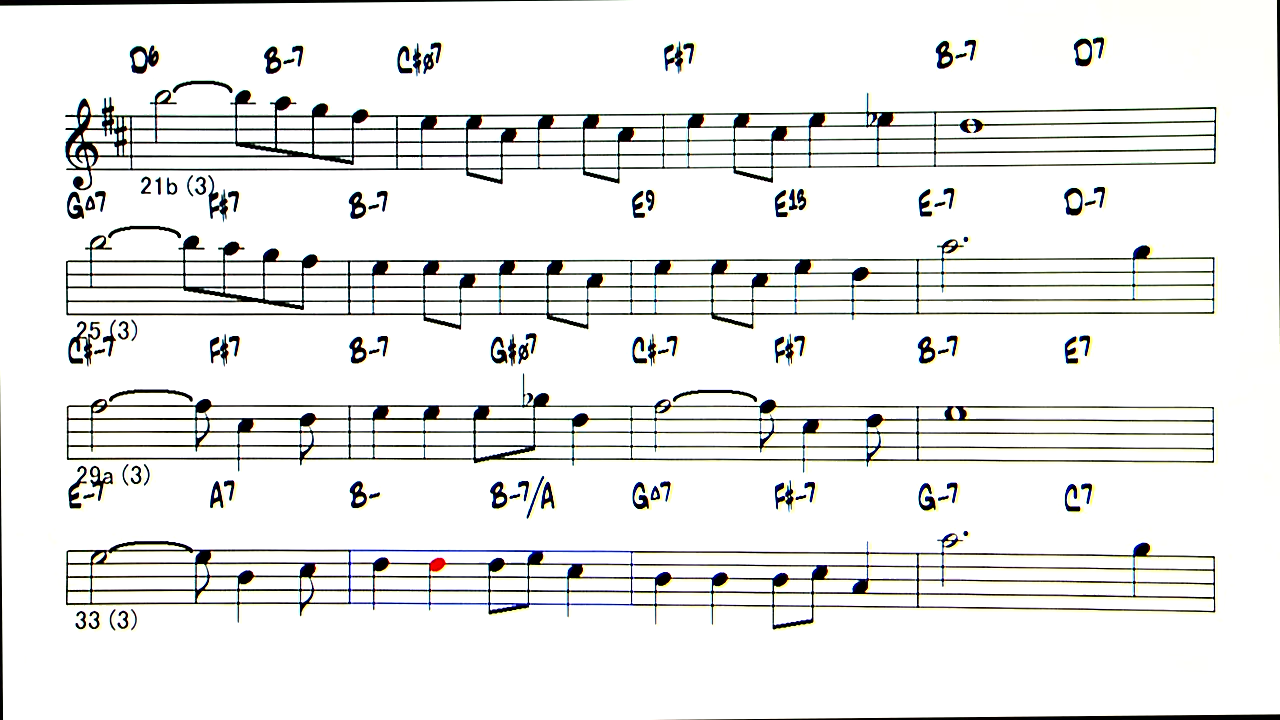 D6 B-7 C#ø7 F#7 B-7 D7
21b (3)
G△7 F#7 B-7 E9 E13 E-7 D-7
25 (3)
C#-7 F#7 B-7 G#ø7 C#-7 F#7 B-7 E7
29a (3)
E-7 A7 B- B-7/A G△7 F#-7 G-7 C7
33 (3)